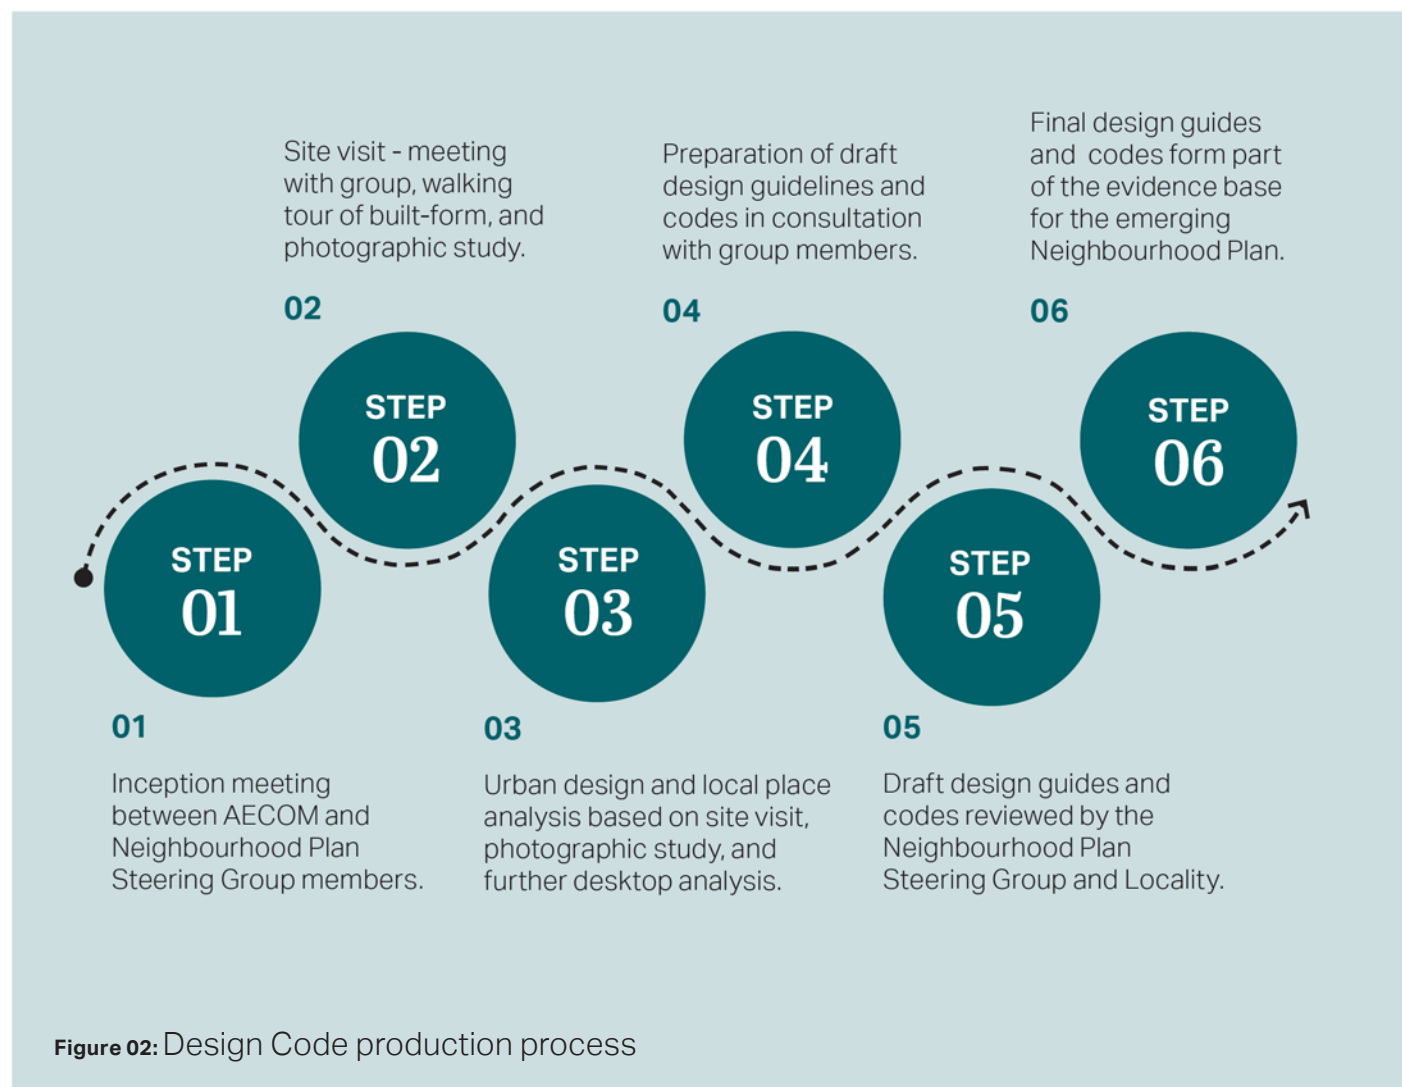 Site visit - meeting
with group, walking
tour of built-form, and
photographic study.
02
Preparation of draft
design guidelines and
codes in consultation
with group members.
04
Final design guides
and codes form part
of the evidence base
for the emerging
Neighbourhood Plan.
06
STEP
01
STEP
02
STEP
03
STEP
04
STEP
05
STEP
06
01
Inception meeting
between AECOM and
Neighbourhood Plan
Steering Group members.
03
Urban design and local place
analysis based on site visit,
photographic study, and
further desktop analysis.
05
Draft design guides and
codes reviewed by the
Neighbourhood Plan
Steering Group and Locality.
Figure 02: Design Code production process